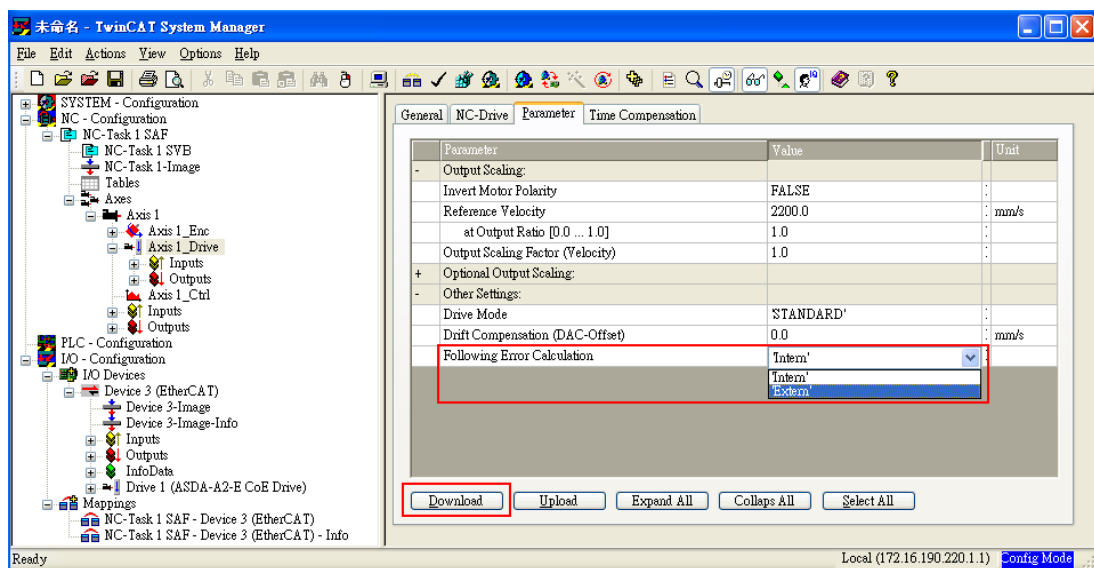 未命名 - TwinCAT System Manager
File Edit Actions View Options Help
SYSTEM - Configuration
NC - Configuration
NC-Task 1 SAF
NC-Task 1 SVB
NC-Task 1-Image
Tables
Axes
Axis 1
Axis 1_Enc
Axis 1_Drive
Inputs
Outputs
Axis 1_Ctrl
Inputs
Outputs
PLC - Configuration
I/O - Configuration
I/O Devices
Device 3 (EtherCAT)
Device 3-Image
Device 3-Image-Info
Inputs
Outputs
InfoData
Drive 1 (ASDA-A2-E CoE Drive)
Mappings
NC-Task 1 SAF - Device 3 (EtherCAT)
NC-Task 1 SAF - Device 3 (EtherCAT) - Info
General NC-Drive Parameter Time Compensation
Parameter Value Unit
- Output Scaling:
Invert Motor Polarity FALSE
Reference Velocity 2200.0 mm/s
at Output Ratio [0.0 ... 1.0] 1.0
Output Scaling Factor (Velocity) 1.0
+ Optional Output Scaling:
- Other Settings:
Drive Mode 'STANDARD'
Drift Compensation (DAC-Offset) 0.0 mm/s
Following Error Calculation 'Intern'
'Intern'
'Extern'
Download Upload Expand All Collaps All Select All
Ready Local (172.16.190.220.1.1) Config Mode